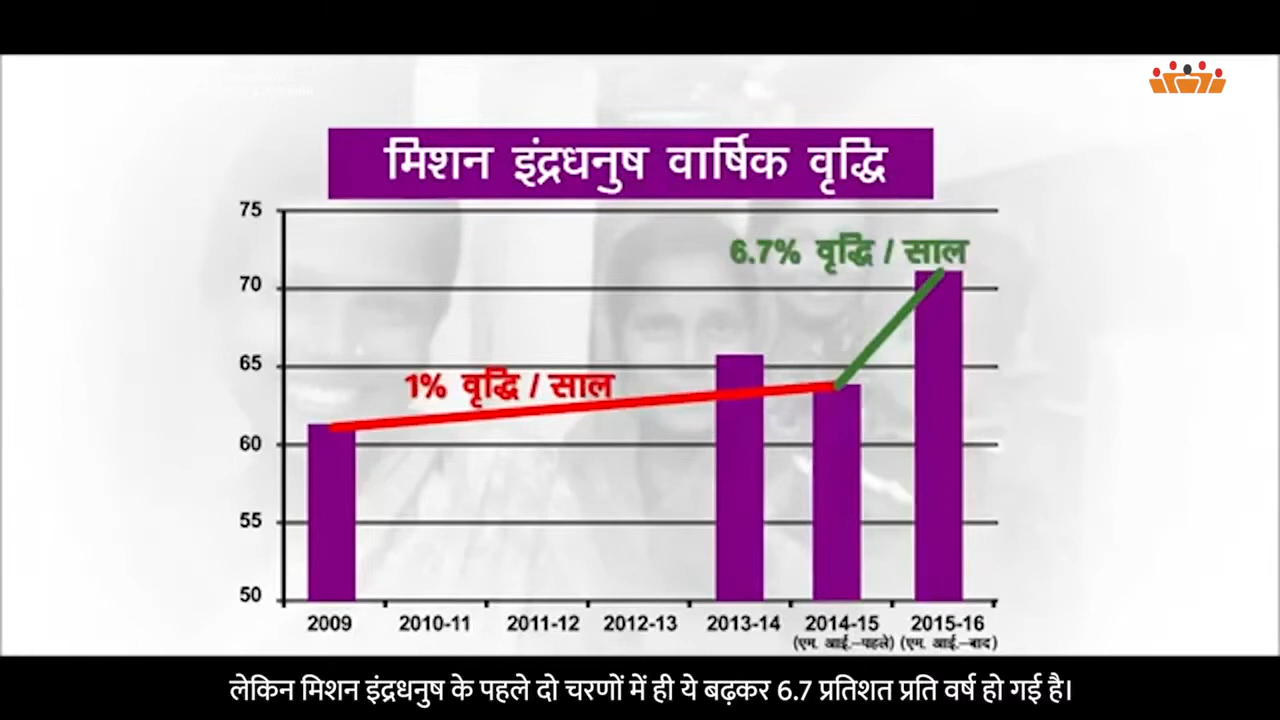 मिशन इंद्रधनुष वार्षिक वृद्धि
75
6.7% वृद्धि / साल
70
65
1% वृद्धि / साल
60
55
50
2009 2010-11 2011-12 2012-13 2013-14 2014-15 2015-16
(एम. आई.–पहले) (एम. आई.–बाद)
लेकिन मिशन इंद्रधनुष के पहले दो चरणों में ही ये बढ़कर 6.7 प्रतिशत प्रति वर्ष हो गई है।